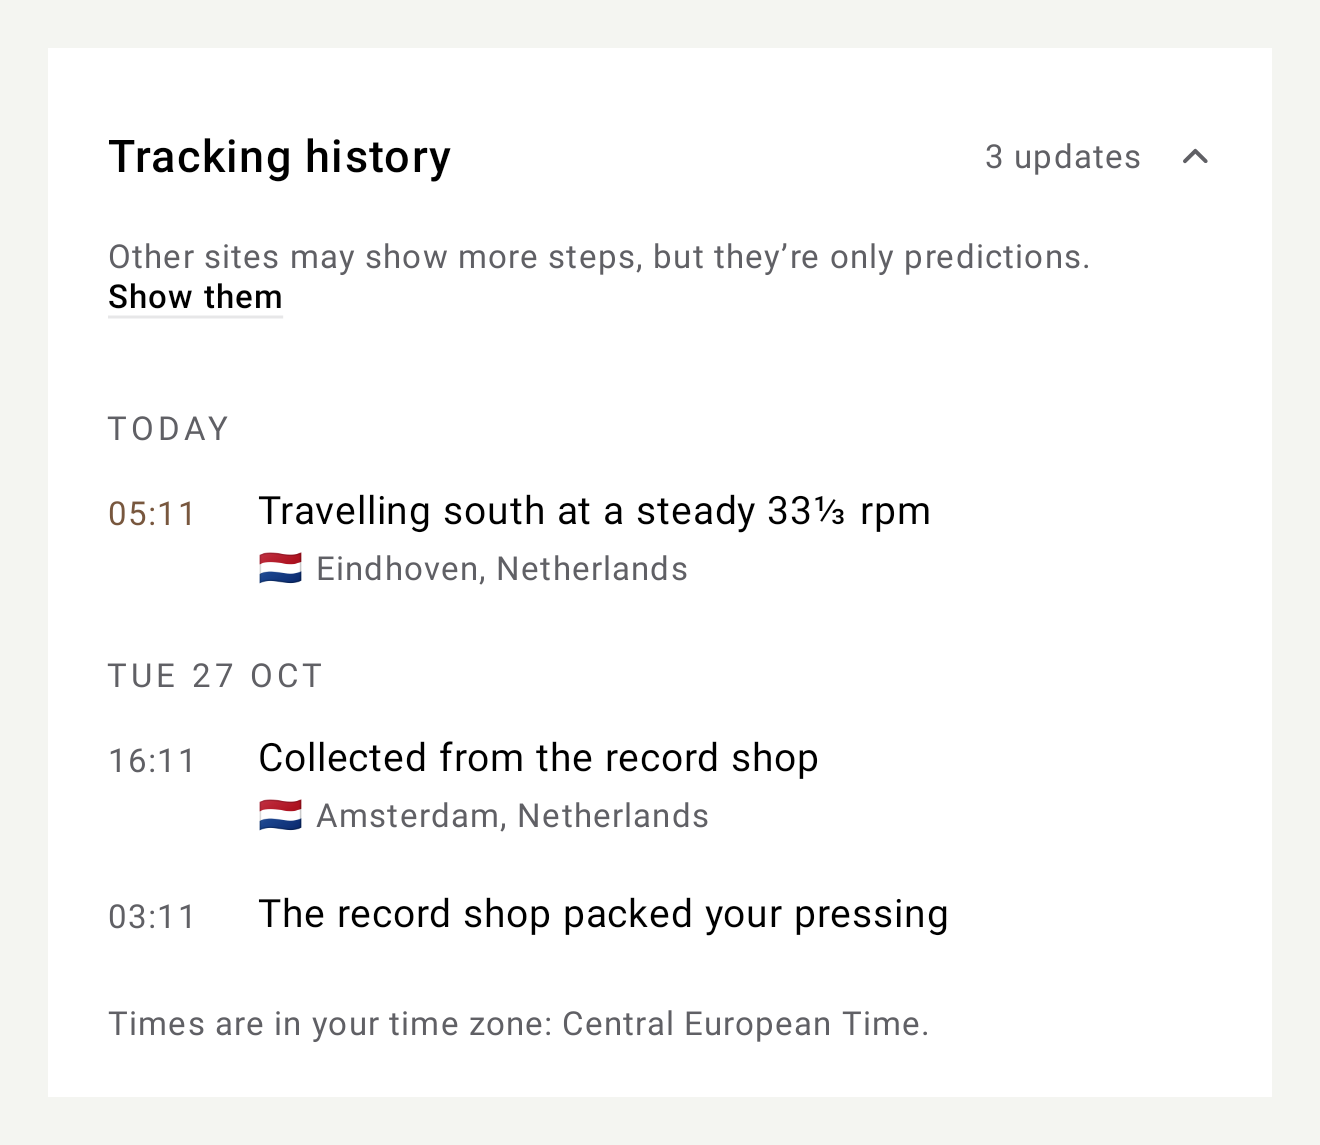 Tracking history
3 updates
Other sites may show more steps, but they’re only predictions.
Show them
TODAY
05:11
Travelling south at a steady 33⅓ rpm
Eindhoven, Netherlands
TUE 27 OCT
16:11
Collected from the record shop
Amsterdam, Netherlands
03:11
The record shop packed your pressing
Times are in your time zone: Central European Time.